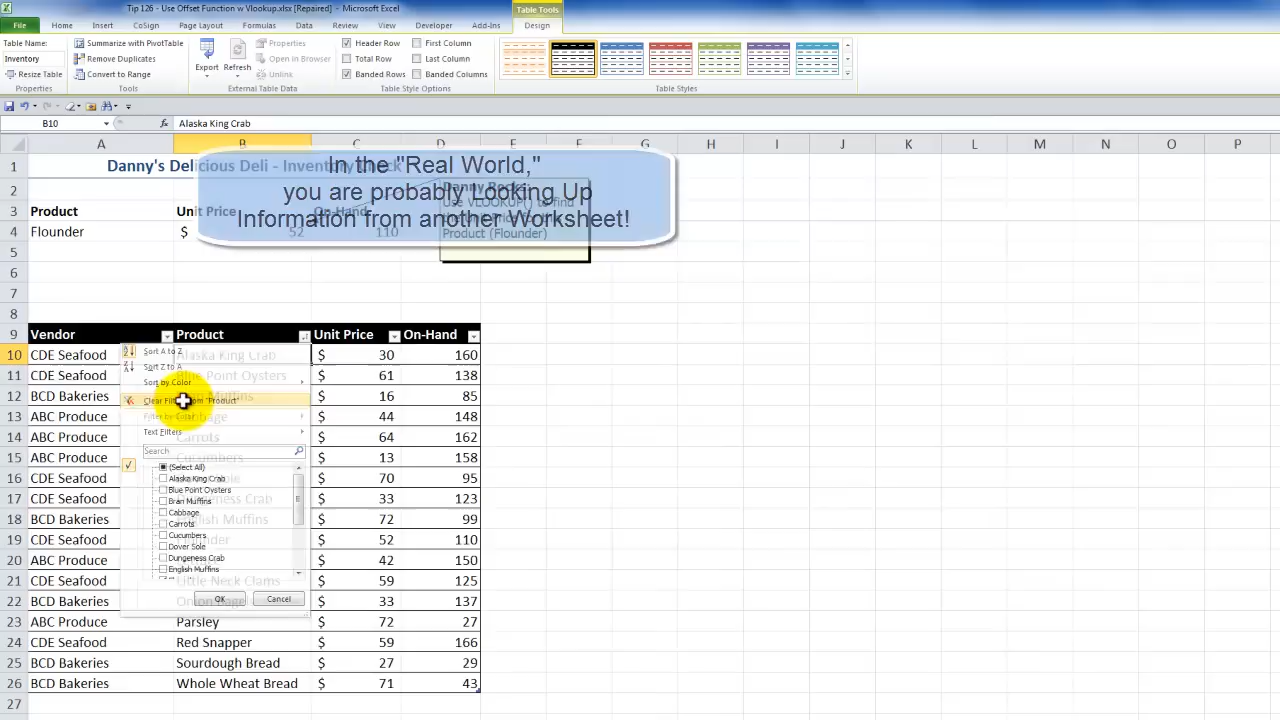 Tip 126 - Use Offset Function w Vlookup.xlsx [Repaired] - Microsoft Excel
Table Tools
File Home Insert CoSign Page Layout Formulas Data Review View Developer Add-Ins Design
Table Name: Summarize with PivotTable Properties Header Row First Column
Inventory Remove Duplicates Open in Browser Total Row Last Column
Resize Table Convert to Range Export Refresh Unlink Banded Rows Banded Columns
Properties Tools External Table Data Table Style Options Table Styles
B10 fx Alaska King Crab
A B C D E F G H I J K L M N O P
1 Danny's Delicious Deli - Inventory Check
In the "Real World,"
you are probably Looking Up
Information from another Worksheet!
2 Danny Rocks:
Use VLOOKUP() to find
Product (Flounder)
3 Product Unit Price On-Hand
4 Flounder $ 52 110
5
6
7
8
9 Vendor Product Unit Price On-Hand
10 CDE Seafood Alaska King Crab $ 30 160
11 CDE Seafood Blue Point Oysters $ 61 138
12 BCD Bakeries Muffins $ 16 85
13 ABC Produce Cabbage $ 44 148
14 ABC Produce Carrots $ 64 162
15 ABC Produce Cucumbers $ 13 158
16 CDE Seafood $ 70 95
17 CDE Seafood Crab $ 33 123
18 BCD Bakeries English Muffins $ 72 99
19 CDE Seafood $ 52 110
20 ABC Produce $ 42 150
21 CDE Seafood Little Neck Clams $ 59 125
22 BCD Bakeries Onion $ 33 137
23 ABC Produce Parsley $ 72 27
24 CDE Seafood Red Snapper $ 59 166
25 BCD Bakeries Sourdough Bread $ 27 29
26 BCD Bakeries Whole Wheat Bread $ 71 43
27
Sort A to Z
Sort Z to A
Sort by Color
Clear Filter from "Product"
Filter by Color
Text Filters
Search
(Select All)
Alaska King Crab
Blue Point Oysters
Bran Muffins
Cabbage
Carrots
Cucumbers
Dover Sole
Dungeness Crab
English Muffins
OK Cancel